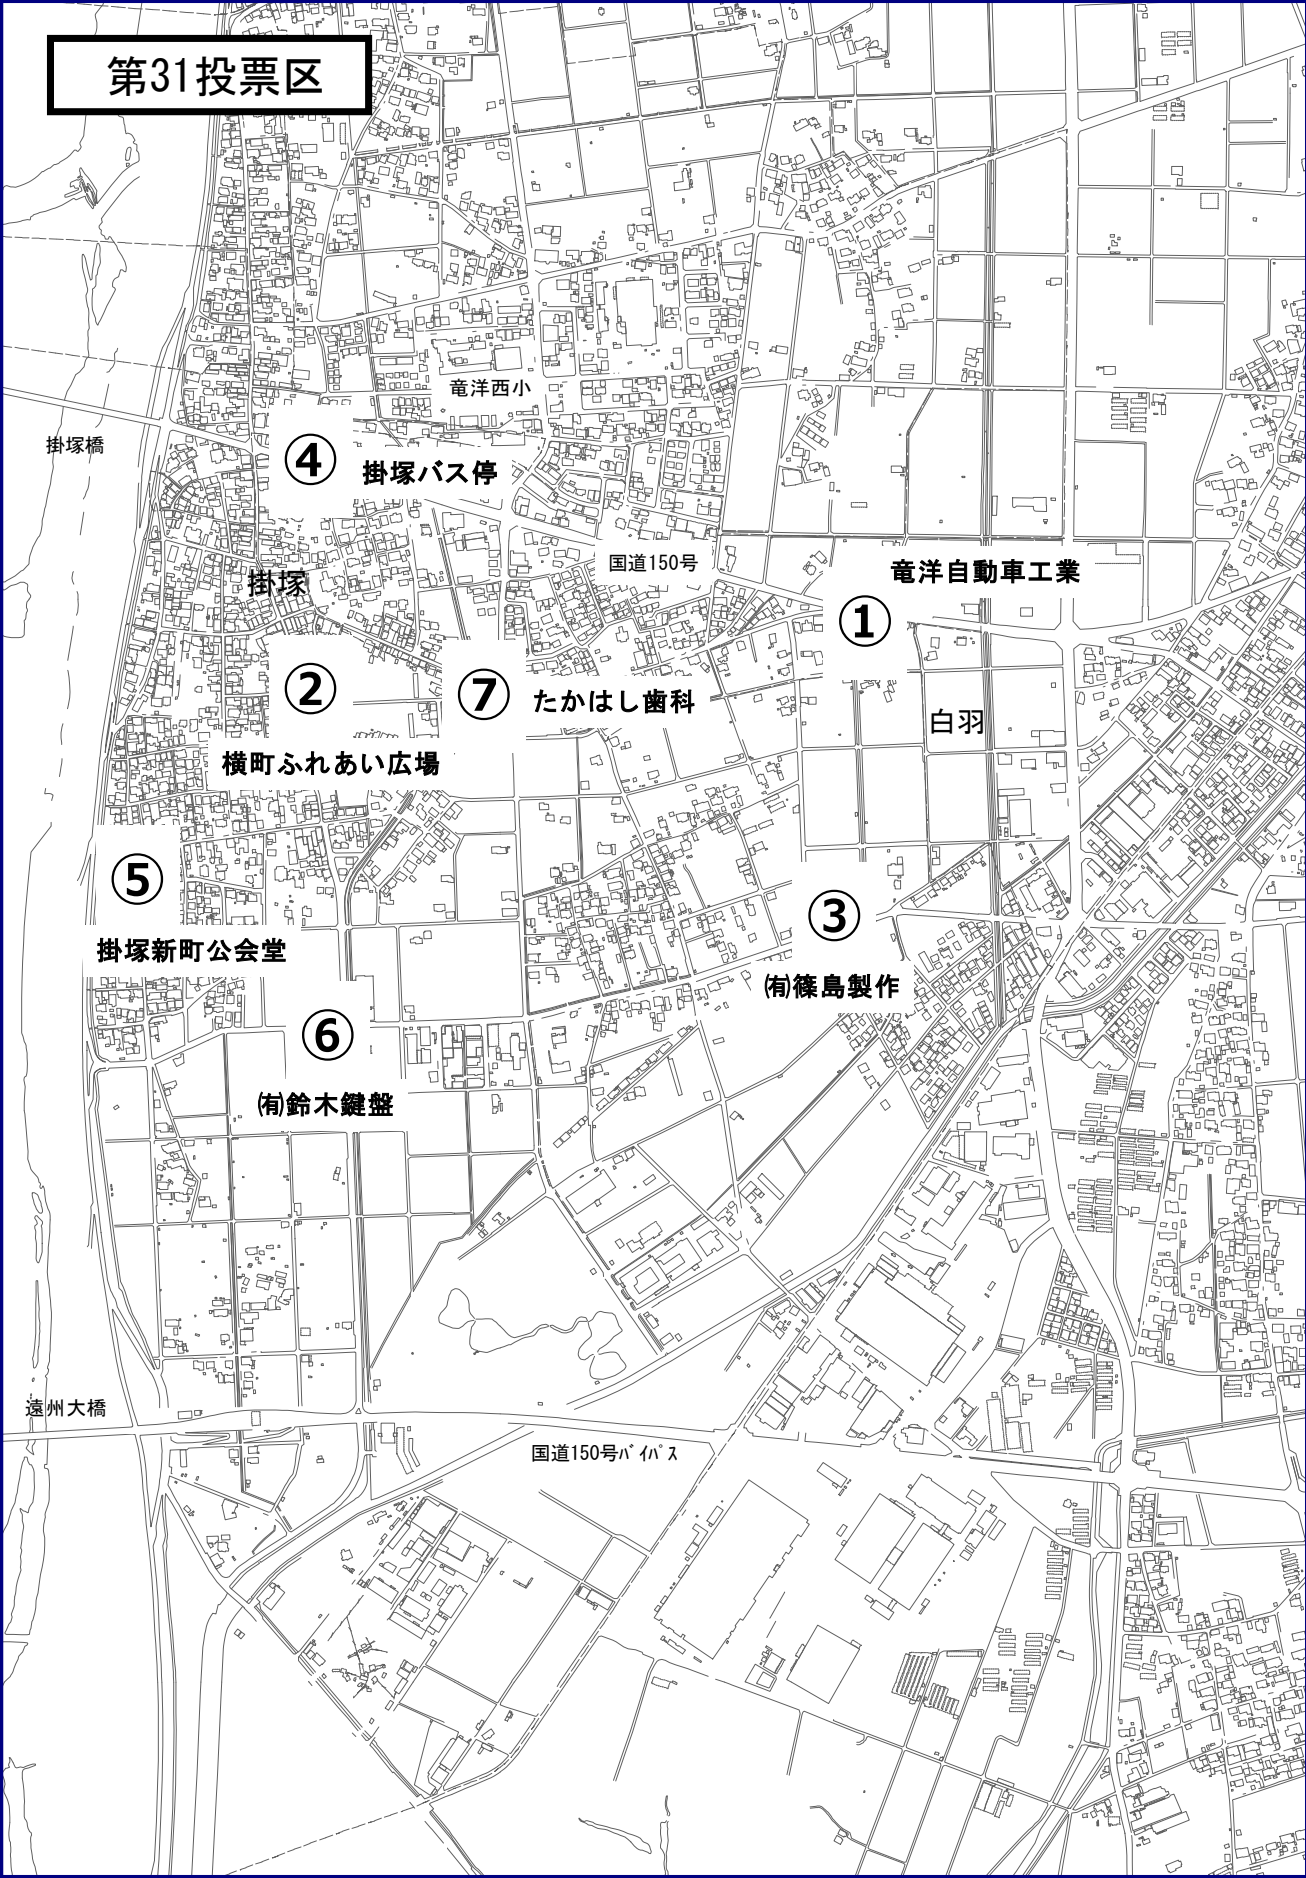 第31投票区
竜洋西小
掛塚橋
④
掛塚バス停
国道150号
竜洋自動車工業
掛塚
①
②
⑦
たかはし歯科
白羽
横町ふれあい広場
⑤
③
掛塚新町公会堂
㈲篠島製作
⑥
㈲鈴木鍵盤
遠州大橋
国道150号ﾊﾞｲﾊﾟｽ